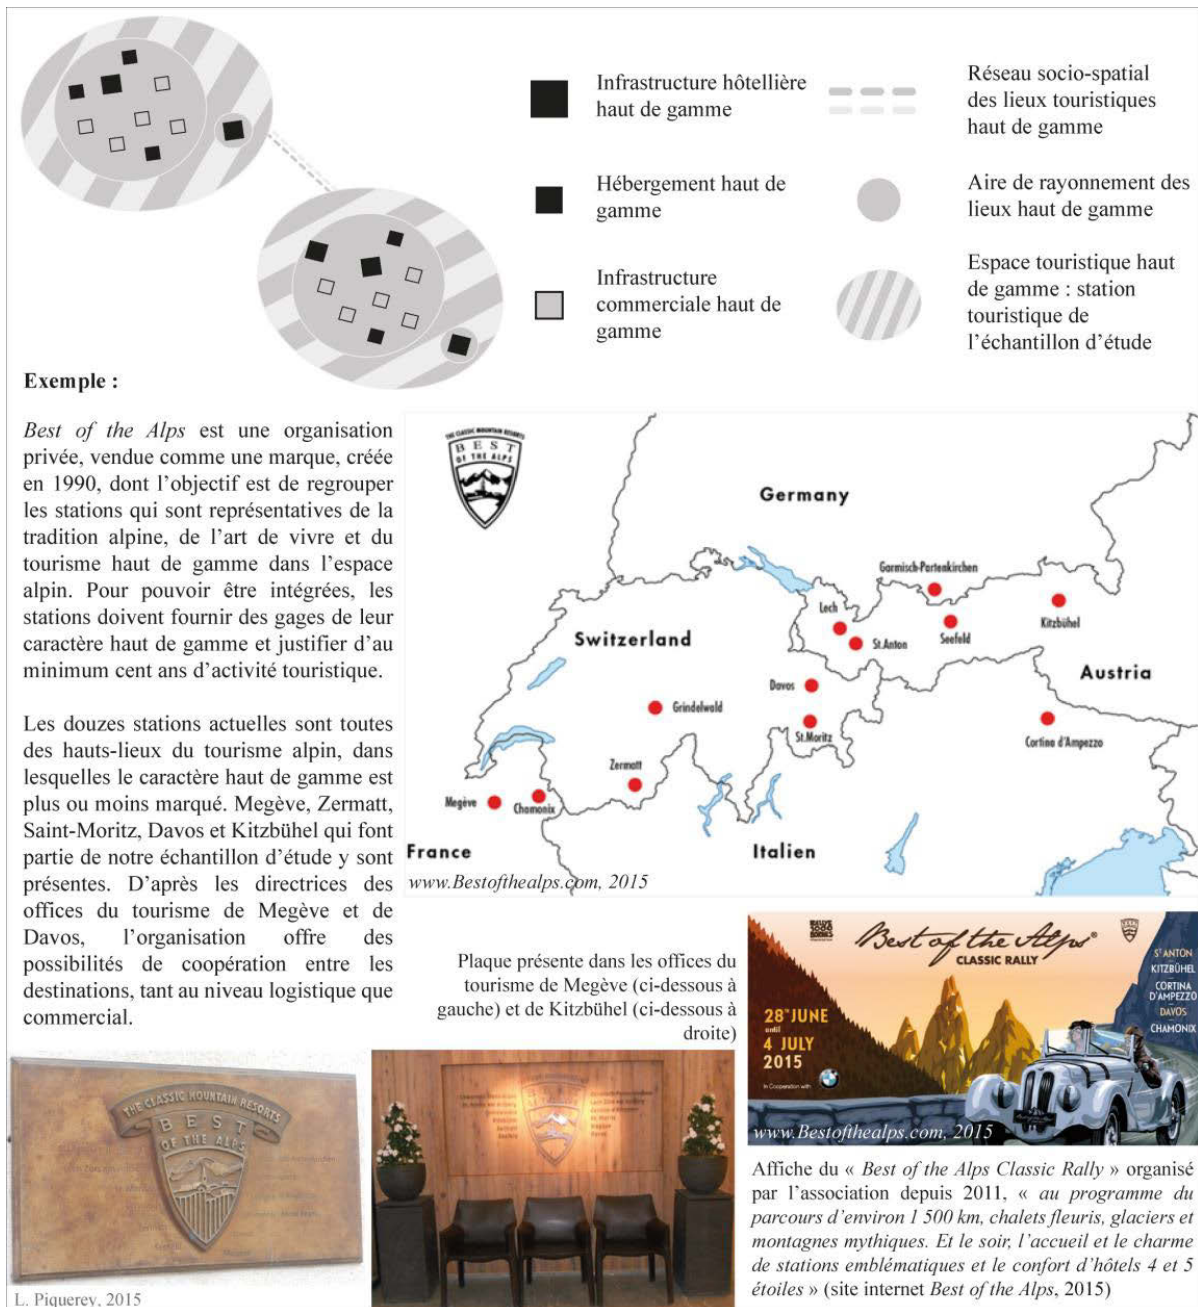 Infrastructure hôtellière
haut de gamme
Hébergement haut de
gamme
Infrastructure
commerciale haut de
gamme
Réseau socio-spatial
des lieux touristiques
haut de gamme
Aire de rayonnement des
lieux haut de gamme
Espace touristique haut
de gamme : station
touristique de
l'échantillon d'étude
Exemple :
Best of the Alps est une organisation
privée, vendue comme une marque, créée
en 1990, dont l'objectif est de regrouper
les stations qui sont représentatives de la
tradition alpine, de l'art de vivre et du
tourisme haut de gamme dans l'espace
alpin. Pour pouvoir être intégrées, les
stations doivent fournir des gages de leur
caractère haut de gamme et justifier d'au
minimum cent ans d'activité touristique.
Les douzes stations actuelles sont toutes
des hauts-lieux du tourisme alpin, dans
lesquelles le caractère haut de gamme est
plus ou moins marqué. Megève, Zermatt,
Saint-Moritz, Davos et Kitzbühel qui font
partie de notre échantillon d'étude y sont
présentes. D'après les directrices des
offices du tourisme de Megève et de
Davos, l'organisation offre des
possibilités de coopération entre les
destinations, tant au niveau logistique que
commercial.
THE CLASSIC MOUNTAIN RESORTS
BEST
OF THE ALPS
Germany
Garmisch-Partenkirchen
Lech
Kitzbühel
Switzerland
St.Anton
Seefeld
Austria
Davos
Grindelwald
St.Moritz
Cortina d'Ampezzo
Zermatt
Megève
Chamonix
France
Italien
www.Bestofthealps.com, 2015
Plaque présente dans les offices du
tourisme de Megève (ci-dessous à
gauche) et de Kitzbühel (ci-dessous à
droite)
Best of the Alps®
CLASSIC RALLY
ST ANTON
KITZBÜHEL
CORTINA
D'AMPEZZO
DAVOS
CHAMONIX
28TH JUNE
until
4 JULY
2015
In Cooperation with
www.Bestofthealps.com, 2015
THE CLASSIC MOUNTAIN RESORTS
BEST
OF THE ALPS
L. Piquerey, 2015
Affiche du « Best of the Alps Classic Rally » organisé
par l'association depuis 2011, « au programme du
parcours d'environ 1 500 km, chalets fleuris, glaciers et
montagnes mythiques. Et le soir, l'accueil et le charme
de stations emblématiques et le confort d'hôtels 4 et 5
étoiles » (site internet Best of the Alps, 2015)